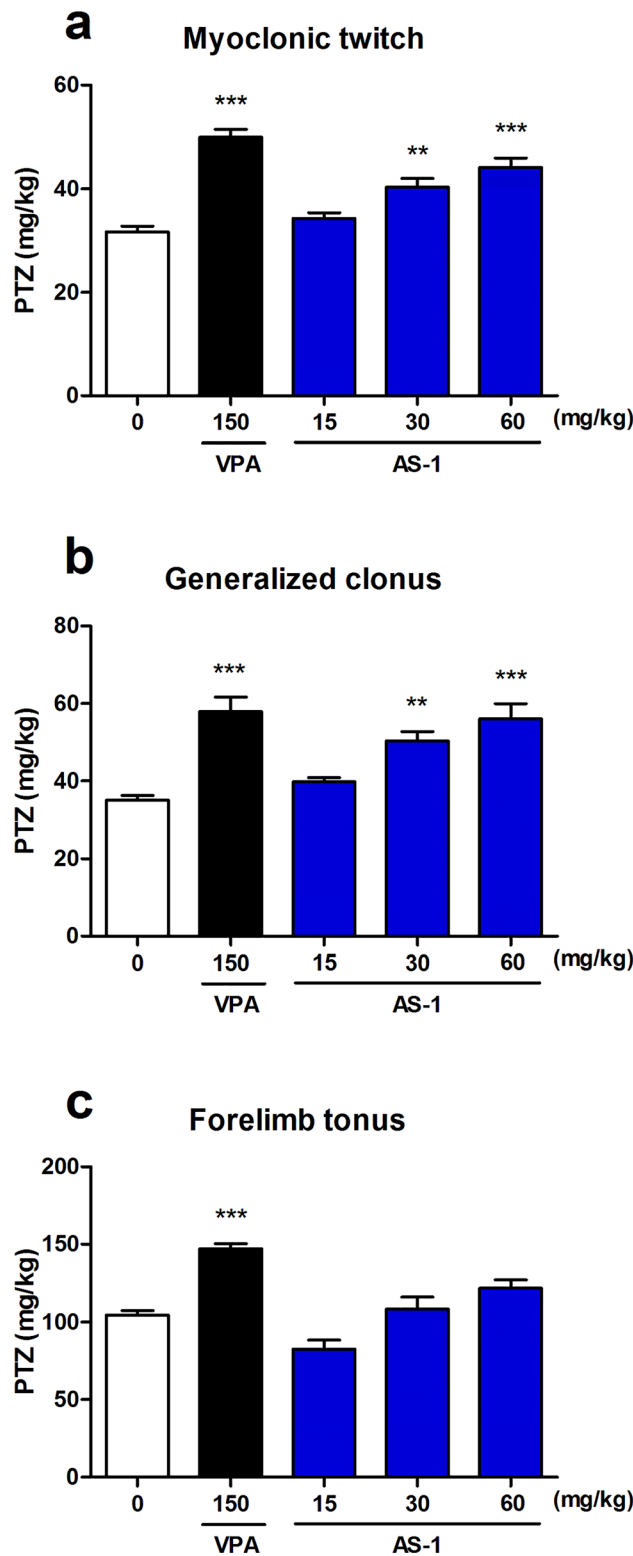 a
Myoclonic twitch
60
40
20
0
PTZ (mg/kg)
***
**
***
0 150 15 30 60 (mg/kg)
VPA AS-1
b
Generalized clonus
80
60
40
20
0
PTZ (mg/kg)
***
**
***
0 150 15 30 60 (mg/kg)
VPA AS-1
c
Forelimb tonus
200
150
100
50
0
PTZ (mg/kg)
***
0 150 15 30 60 (mg/kg)
VPA AS-1